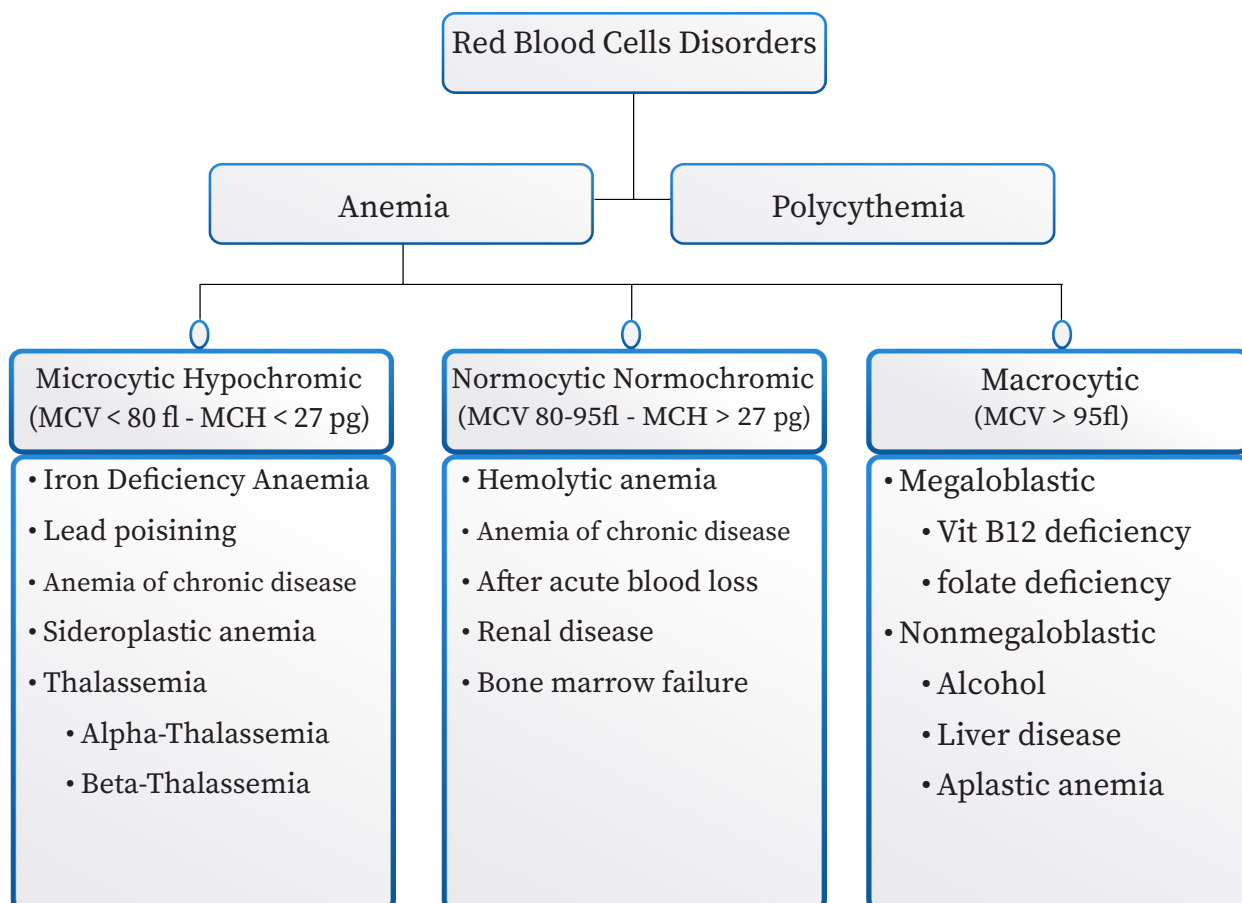 Red Blood Cells Disorders
Anemia
Polycythemia
Microcytic Hypochromic
(MCV < 80 fl - MCH < 27 pg)
• Iron Deficiency Anaemia
• Lead poisining
• Anemia of chronic disease
• Sideroplastic anemia
• Thalassemia
• Alpha-Thalassemia
• Beta-Thalassemia
Normocytic Normochromic
(MCV 80-95fl - MCH > 27 pg)
• Hemolytic anemia
• Anemia of chronic disease
• After acute blood loss
• Renal disease
• Bone marrow failure
Macrocytic
(MCV > 95fl)
• Megaloblastic
• Vit B12 deficiency
• folate deficiency
• Nonmegaloblastic
• Alcohol
• Liver disease
• Aplastic anemia